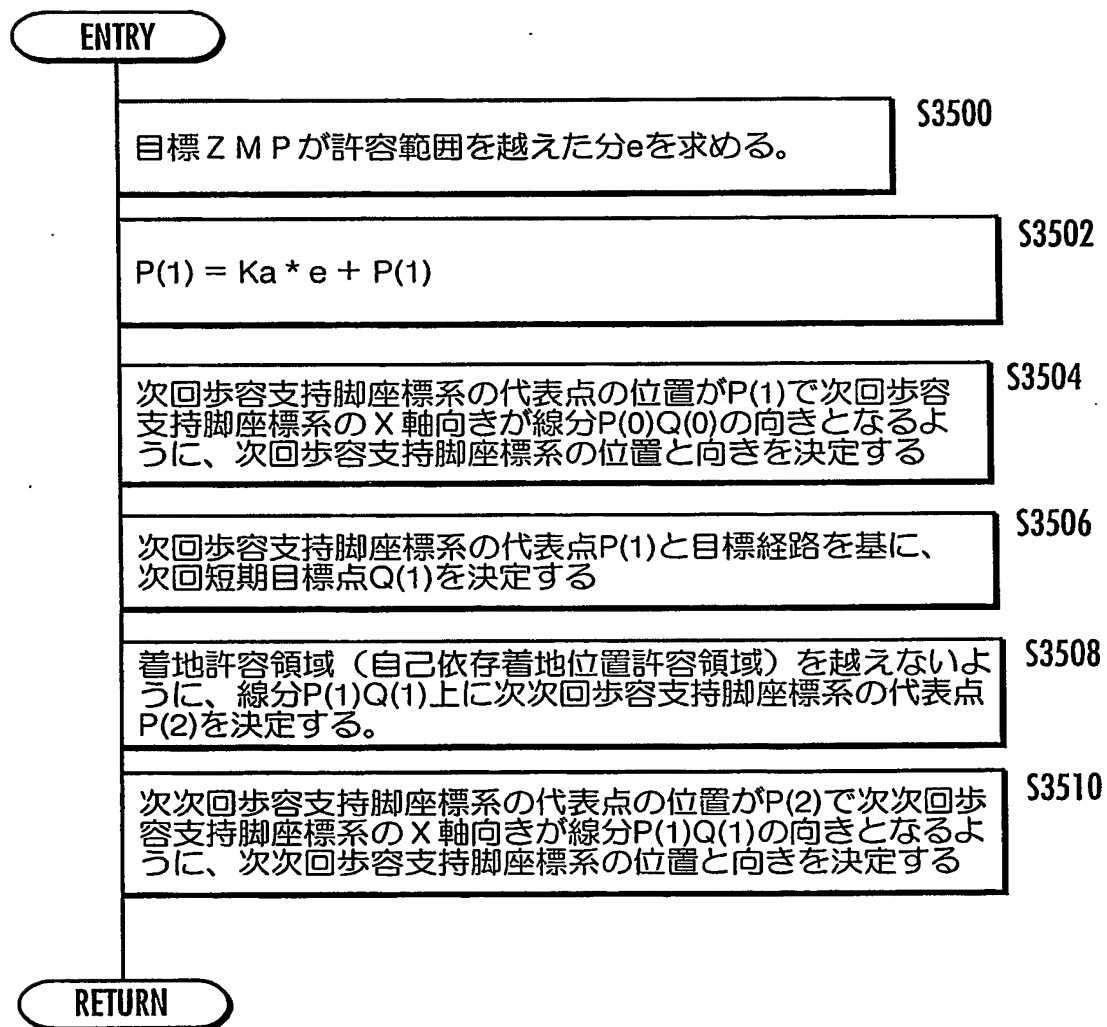 ENTRY
S3500
目標ＺＭＰが許容範囲を越えた分eを求める。
S3502
P(1) = Ka * e + P(1)
S3504
次回歩容支持脚座標系の代表点の位置がP(1)で次回歩容
支持脚座標系のＸ軸向きが線分P(0)Q(0)の向きとなるよ
うに、次回歩容支持脚座標系の位置と向きを決定する
S3506
次回歩容支持脚座標系の代表点P(1)と目標経路を基に、
次回短期目標点Q(1)を決定する
S3508
着地許容領域（自己依存着地位置許容領域）を越えないよ
うに、線分P(1)Q(1)上に次次回歩容支持脚座標系の代表点
P(2)を決定する。
S3510
次次回歩容支持脚座標系の代表点の位置がP(2)で次次回歩
容支持脚座標系のＸ軸向きが線分P(1)Q(1)の向きとなるよ
うに、次次回歩容支持脚座標系の位置と向きを決定する
RETURN